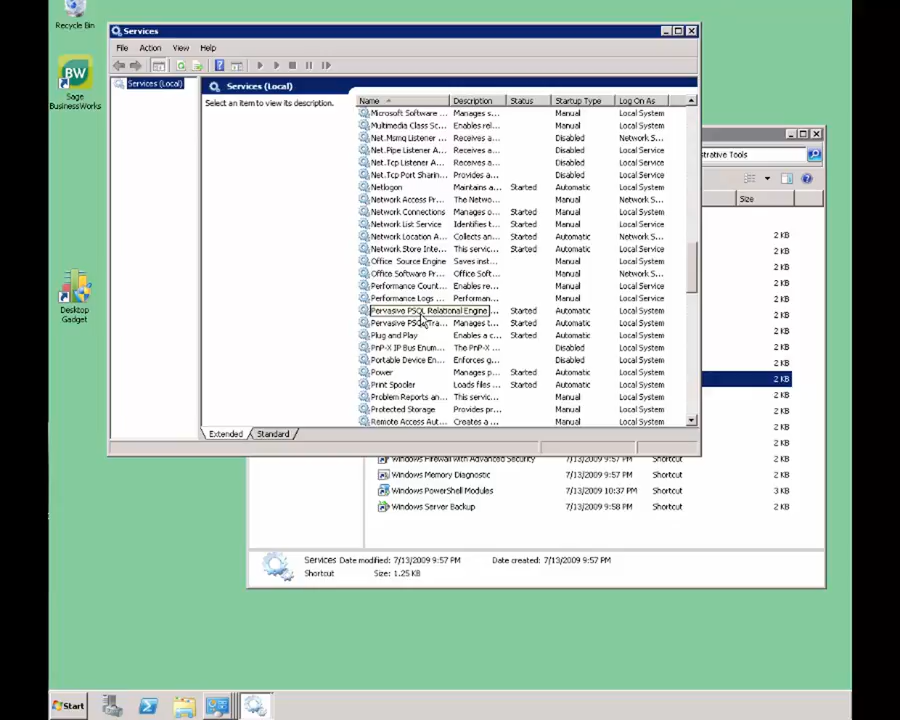 Recycle Bin
Services
File Action View Help
Services (Local)
Services (Local)
Select an item to view its description.
Name Description Status Startup Type Log On As
Microsoft Software ... Manages s... Manual Local System
Multimedia Class Sc... Enables rel... Manual Local System
Net.Msmq Listener ... Receives a... Disabled Network S...
Net.Pipe Listener A... Receives a... Disabled Local Service
Net.Tcp Listener A... Receives a... Disabled Local Service
Net.Tcp Port Sharin... Provides a... Disabled Local Service
Netlogon Maintains a... Started Automatic Local System
Network Access Pr... The Netwo... Manual Network S...
Network Connections Manages o... Started Manual Local System
Network List Service Identifies t... Started Manual Local Service
Network Location A... Collects an... Started Automatic Network S...
Network Store Inte... This servic... Started Automatic Local Service
Office Source Engine Saves inst... Manual Local System
Office Software Pr... Office Soft... Manual Network S...
Performance Count... Enables re... Manual Local Service
Performance Logs ... Performan... Manual Local Service
Pervasive PSQL Relational Engine ... Started Automatic Local System
Pervasive PSQL Tra... Manages t... Started Automatic Local System
Plug and Play Enables a c... Started Automatic Local System
PnP-X IP Bus Enum... The PnP-X ... Disabled Local System
Portable Device En... Enforces g... Disabled Local System
Power Manages p... Started Automatic Local System
Print Spooler Loads files ... Started Automatic Local System
Problem Reports an... This servic... Manual Local System
Protected Storage Provides pr... Manual Local System
Remote Access Aut... Creates a ... Manual Local System
Extended Standard
Sage BusinessWorks
BW
Desktop Gadget
strative Tools
Size
2 KB
2 KB
2 KB
2 KB
2 KB
2 KB
2 KB
2 KB
2 KB
2 KB
2 KB
2 KB
2 KB
2 KB
Windows Firewall with Advanced Security 7/13/2009 9:57 PM Shortcut 2 KB
Windows Memory Diagnostic 7/13/2009 9:57 PM Shortcut 2 KB
Windows PowerShell Modules 7/13/2009 10:37 PM Shortcut 3 KB
Windows Server Backup 7/13/2009 9:58 PM Shortcut 2 KB
Services Date modified: 7/13/2009 9:57 PM Date created: 7/13/2009 9:57 PM
Shortcut Size: 1.25 KB
Start